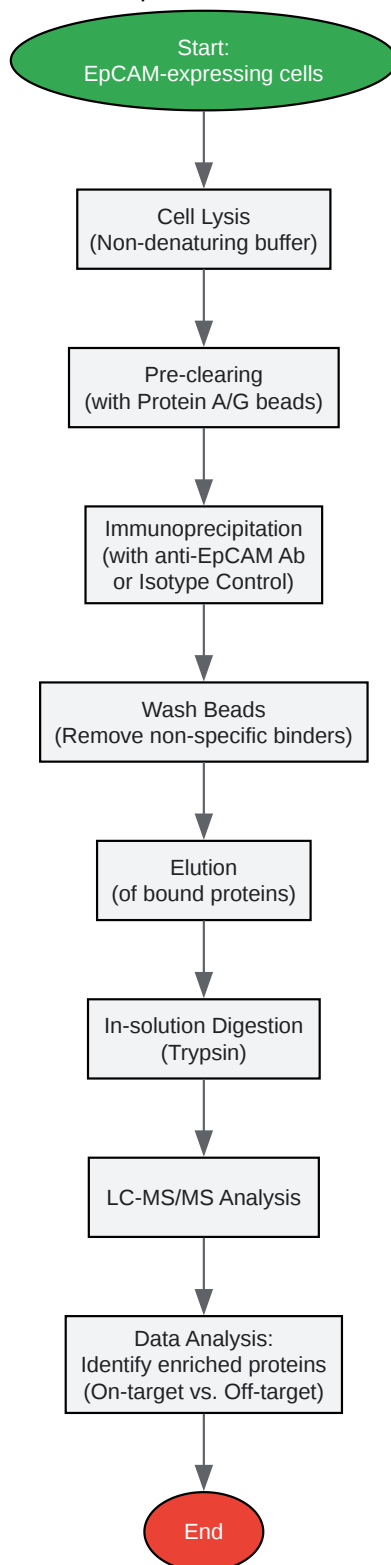 Start:
EpCAM-expressing cells
Cell Lysis
(Non-denaturing buffer)
Pre-clearing
(with Protein A/G beads)
Immunoprecipitation
(with anti-EpCAM Ab
or Isotype Control)
Wash Beads
(Remove non-specific binders)
Elution
(of bound proteins)
In-solution Digestion
(Trypsin)
LC-MS/MS Analysis
Data Analysis:
Identify enriched proteins
(On-target vs. Off-target)
End